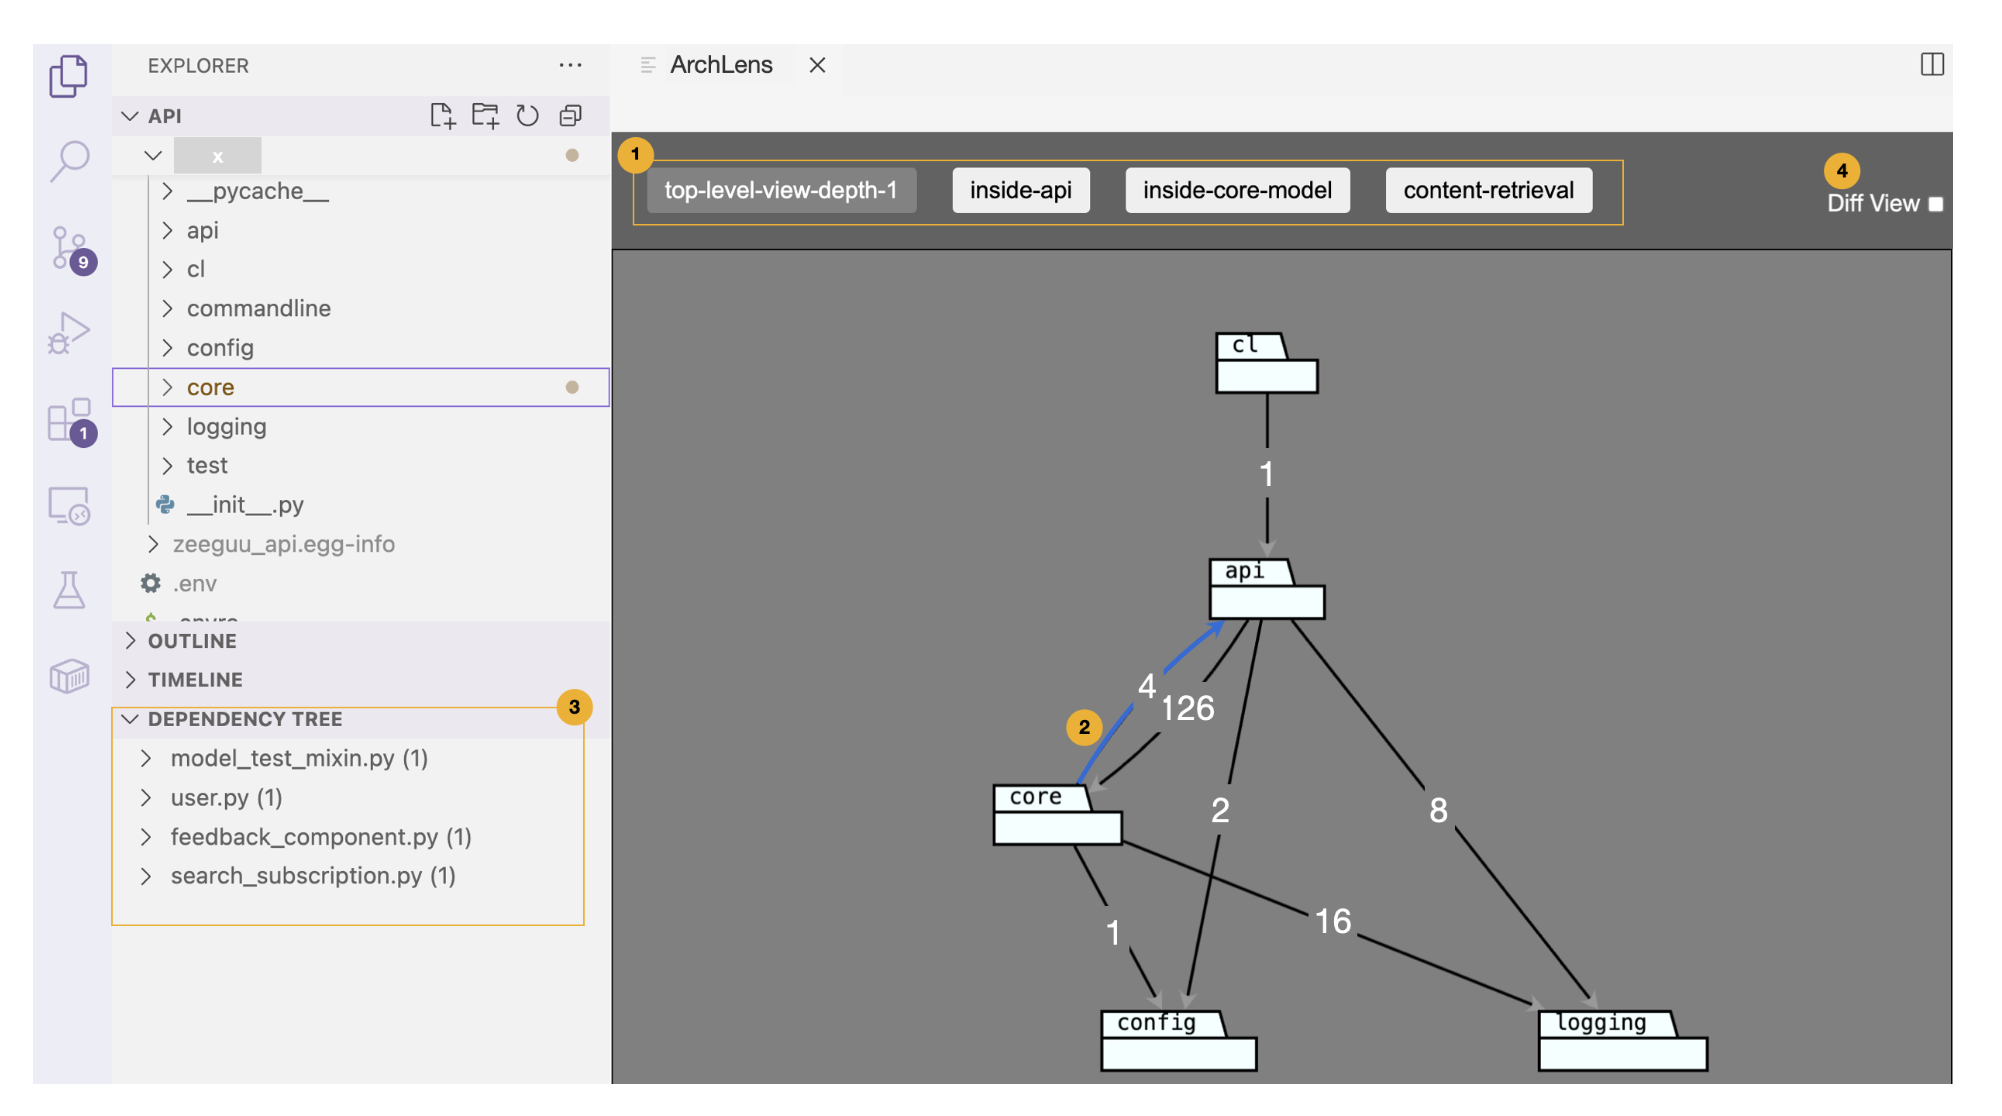 EXPLORER
API
x
__pycache__
api
cl
commandline
config
core
logging
test
__init__.py
zeeguu_api.egg-info
.env
OUTLINE
TIMELINE
3
DEPENDENCY TREE
model_test_mixin.py (1)
user.py (1)
feedback_component.py (1)
search_subscription.py (1)
9
1
ArchLens
1
top-level-view-depth-1 inside-api inside-core-model content-retrieval
4
Diff View
cl
1
api
4
126
2
core
2
8
1
16
config
logging